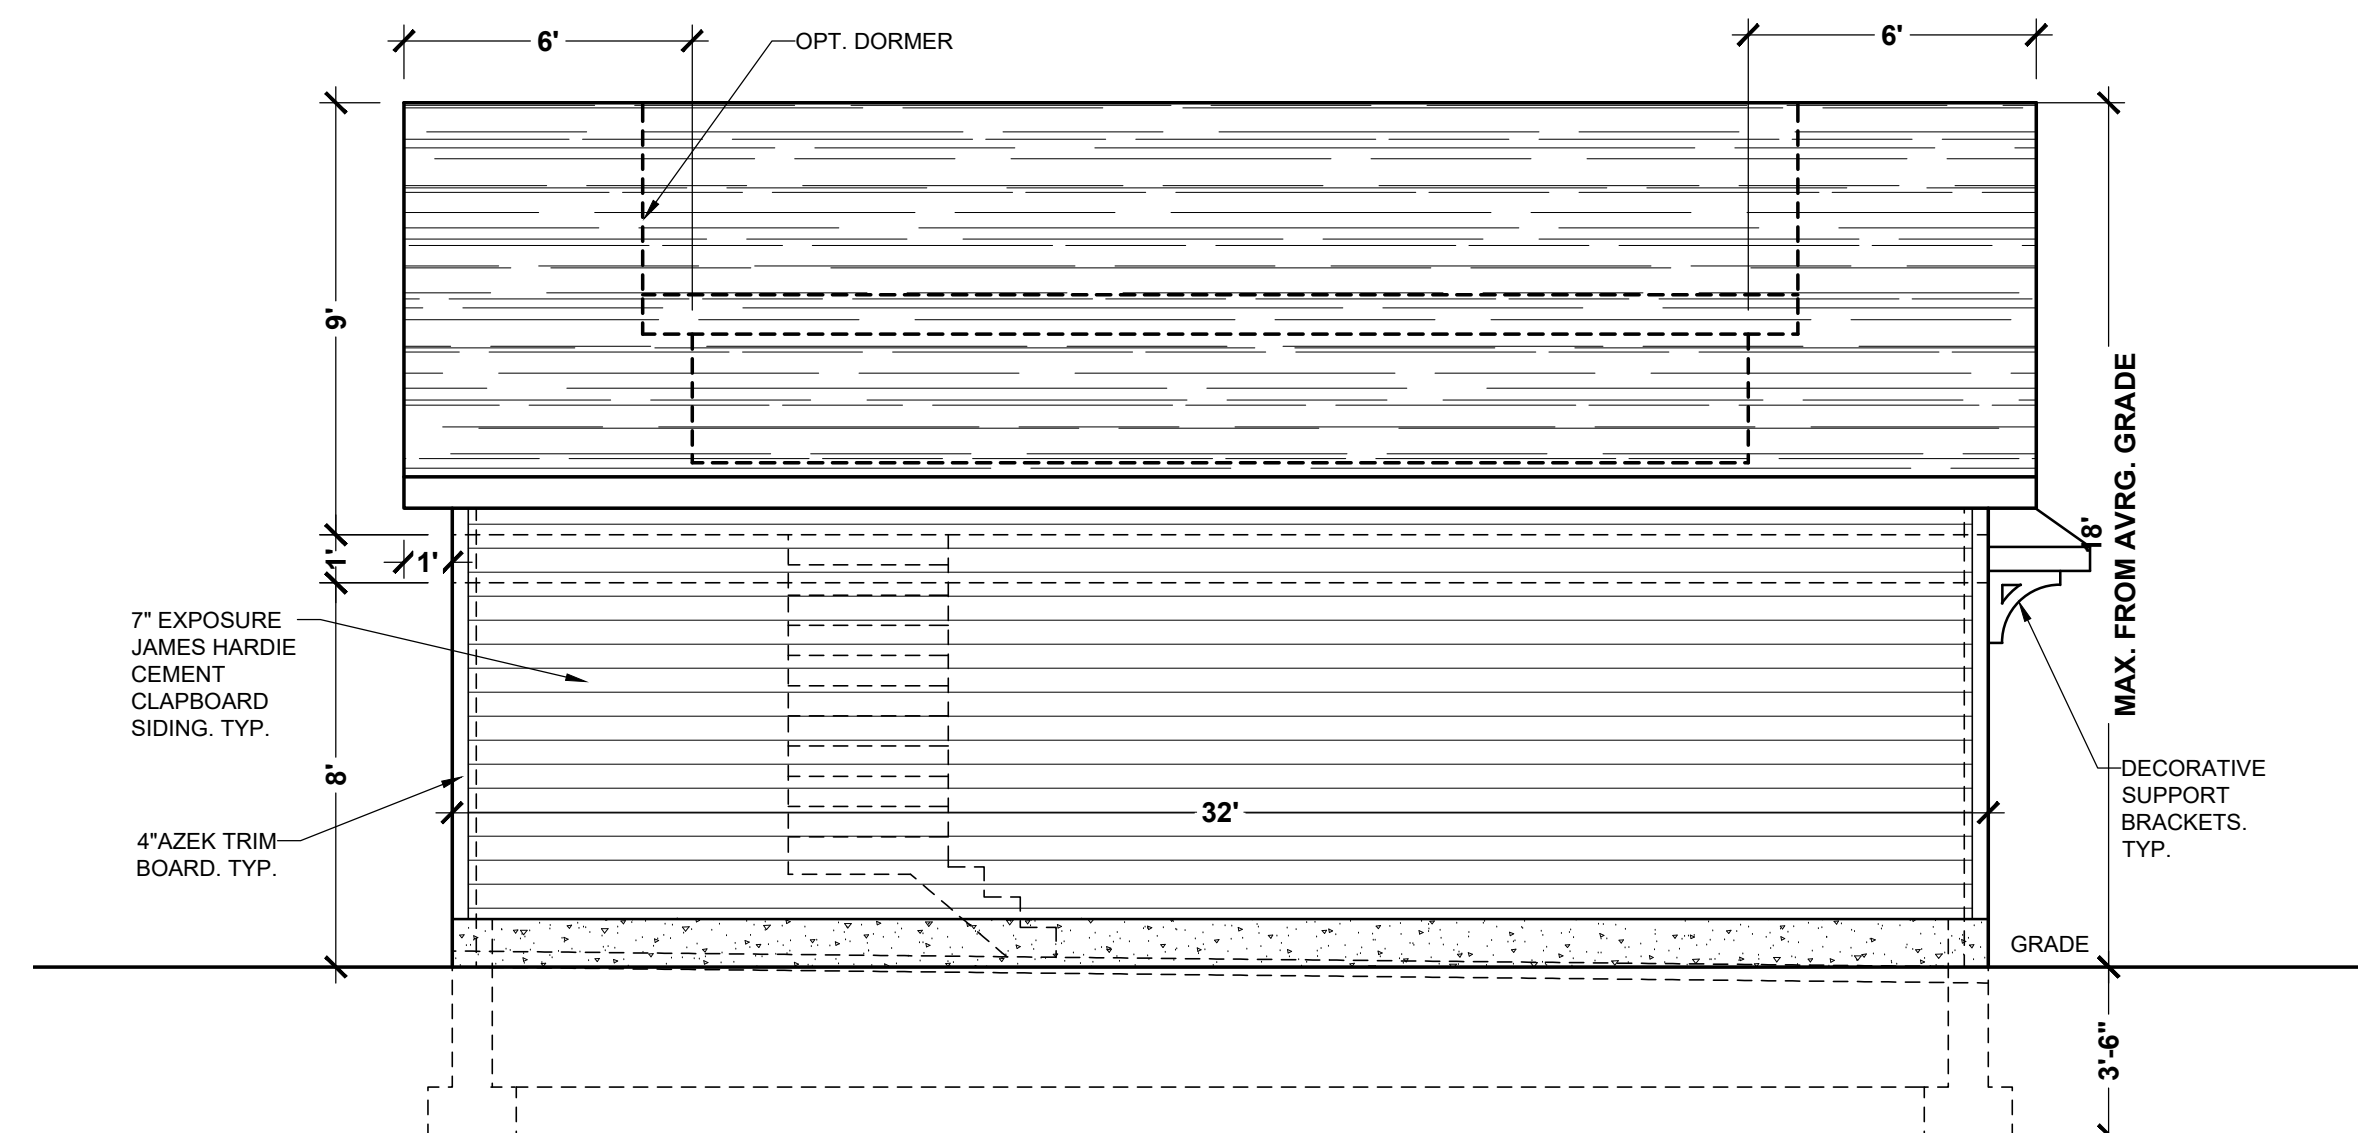 6'
OPT. DORMER
6'
9'
MAX. FROM AVRG. GRADE
18'
1'
1'
7" EXPOSURE
JAMES HARDIE
CEMENT
CLAPBOARD
SIDING. TYP.
8'
DECORATIVE
SUPPORT
BRACKETS.
TYP.
32'
4"AZEK TRIM
BOARD. TYP.
GRADE
3'-6"